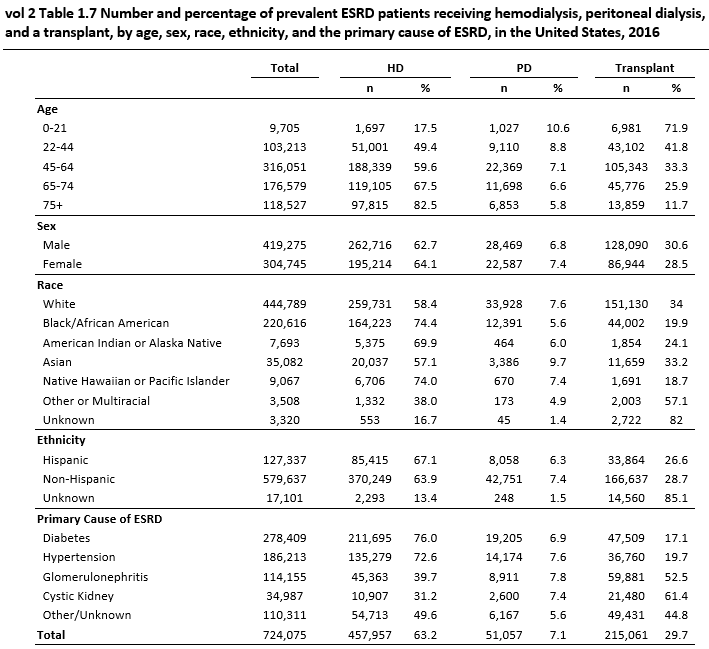 vol 2 Table 1.7 Number and percentage of prevalent ESRD patients receiving hemodialysis, peritoneal dialysis,
and a transplant, by age, sex, race, ethnicity, and the primary cause of ESRD, in the United States, 2016
Total HD PD Transplant
n % n % n %
Age
0-21 9,705 1,697 17.5 1,027 10.6 6,981 71.9
22-44 103,213 51,001 49.4 9,110 8.8 43,102 41.8
45-64 316,051 188,339 59.6 22,369 7.1 105,343 33.3
65-74 176,579 119,105 67.5 11,698 6.6 45,776 25.9
75+ 118,527 97,815 82.5 6,853 5.8 13,859 11.7
Sex
Male 419,275 262,716 62.7 28,469 6.8 128,090 30.6
Female 304,745 195,214 64.1 22,587 7.4 86,944 28.5
Race
White 444,789 259,731 58.4 33,928 7.6 151,130 34
Black/African American 220,616 164,223 74.4 12,391 5.6 44,002 19.9
American Indian or Alaska Native 7,693 5,375 69.9 464 6.0 1,854 24.1
Asian 35,082 20,037 57.1 3,386 9.7 11,659 33.2
Native Hawaiian or Pacific Islander 9,067 6,706 74.0 670 7.4 1,691 18.7
Other or Multiracial 3,508 1,332 38.0 173 4.9 2,003 57.1
Unknown 3,320 553 16.7 45 1.4 2,722 82
Ethnicity
Hispanic 127,337 85,415 67.1 8,058 6.3 33,864 26.6
Non-Hispanic 579,637 370,249 63.9 42,751 7.4 166,637 28.7
Unknown 17,101 2,293 13.4 248 1.5 14,560 85.1
Primary Cause of ESRD
Diabetes 278,409 211,695 76.0 19,205 6.9 47,509 17.1
Hypertension 186,213 135,279 72.6 14,174 7.6 36,760 19.7
Glomerulonephritis 114,155 45,363 39.7 8,911 7.8 59,881 52.5
Cystic Kidney 34,987 10,907 31.2 2,600 7.4 21,480 61.4
Other/Unknown 110,311 54,713 49.6 6,167 5.6 49,431 44.8
Total 724,075 457,957 63.2 51,057 7.1 215,061 29.7